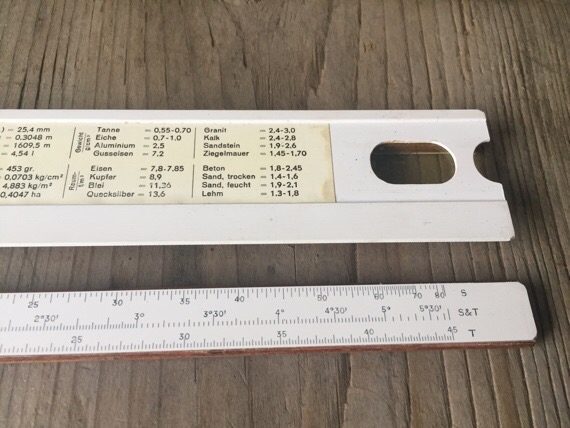 ) = 25,4 mm
= 0,3048 m
= 1609,5 m
= 4,54 l
= 453 gr.
= 0,0703 kg/cm²
4,883 kg/m²
0,4047 ha
Gewicht g/cm³
Tanne = 0,55-0,70
Eiche = 0,7-1,0
Aluminium = 2,5
Gusseisen = 7,2
Raum-
Eisen = 7,8-7,85
Kupfer = 8,9
Blei = 11,36
Quecksilber = 13,6
Granit = 2,4-3,0
Kalk = 2,4-2,8
Sandstein = 1,9-2,6
Ziegelmauer = 1,45-1,70
Beton = 1,8-2,45
Sand, trocken = 1,4-1,6
Sand, feucht = 1,9-2,1
Lehm = 1,3-1,8
25 30 35 40 45 50 55 60 70 80 S
2°30' 3° 3°30' 4° 4°30' 5° 5°30' S&T
25 30 35 40 45 T